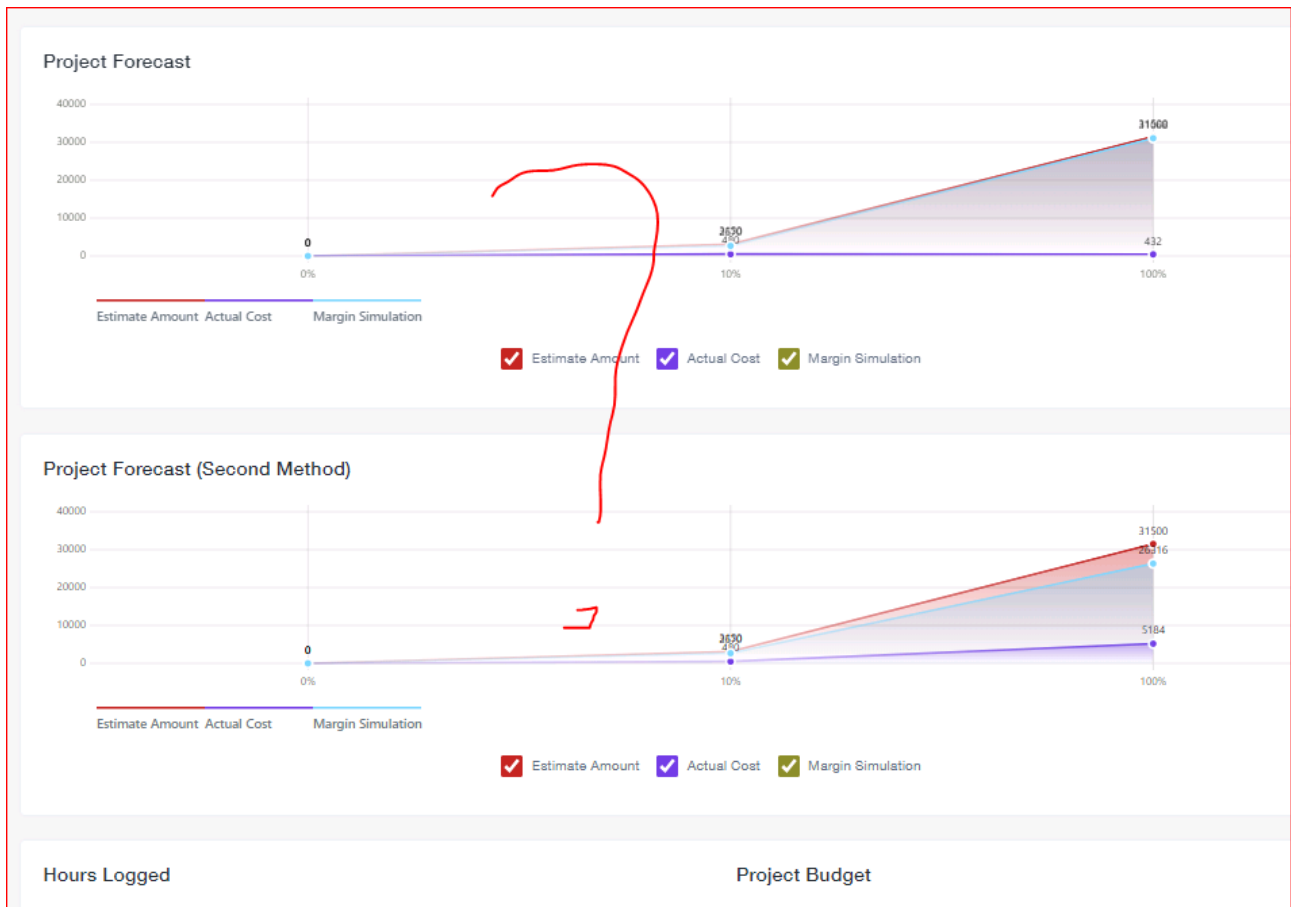 Project Forecast
40000
31500
30000
20000
10000
0
432
0
0% 10% 100%
Estimate Amount Actual Cost Margin Simulation
Estimate Amount Actual Cost Margin Simulation
Project Forecast (Second Method)
40000
31500
30000
26316
20000
10000
5184
0
0
0% 10% 100%
Estimate Amount Actual Cost Margin Simulation
Estimate Amount Actual Cost Margin Simulation
Hours Logged Project Budget